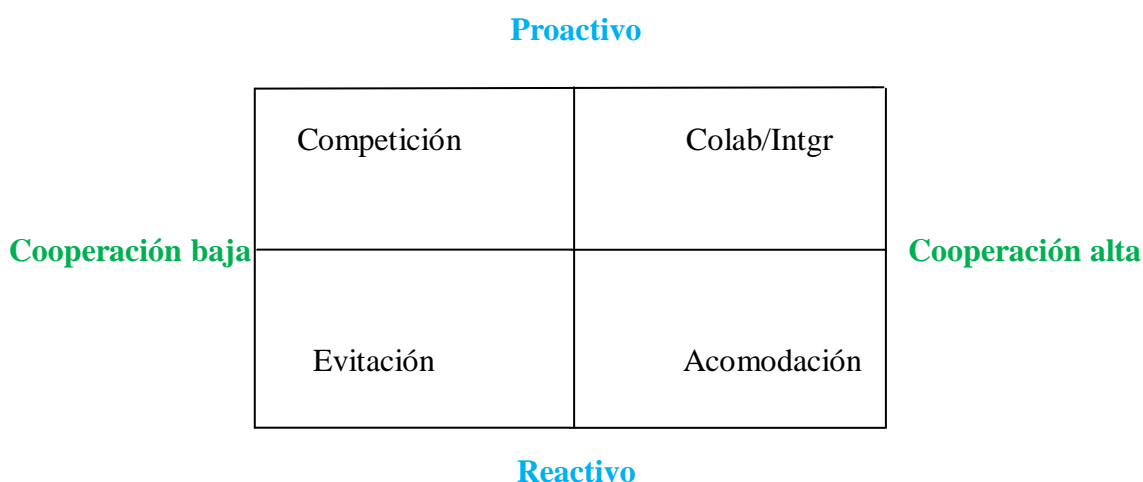 Proactivo
Competición Colab/Intgr
Cooperación baja Cooperación alta
Evitación Acomodación
Reactivo